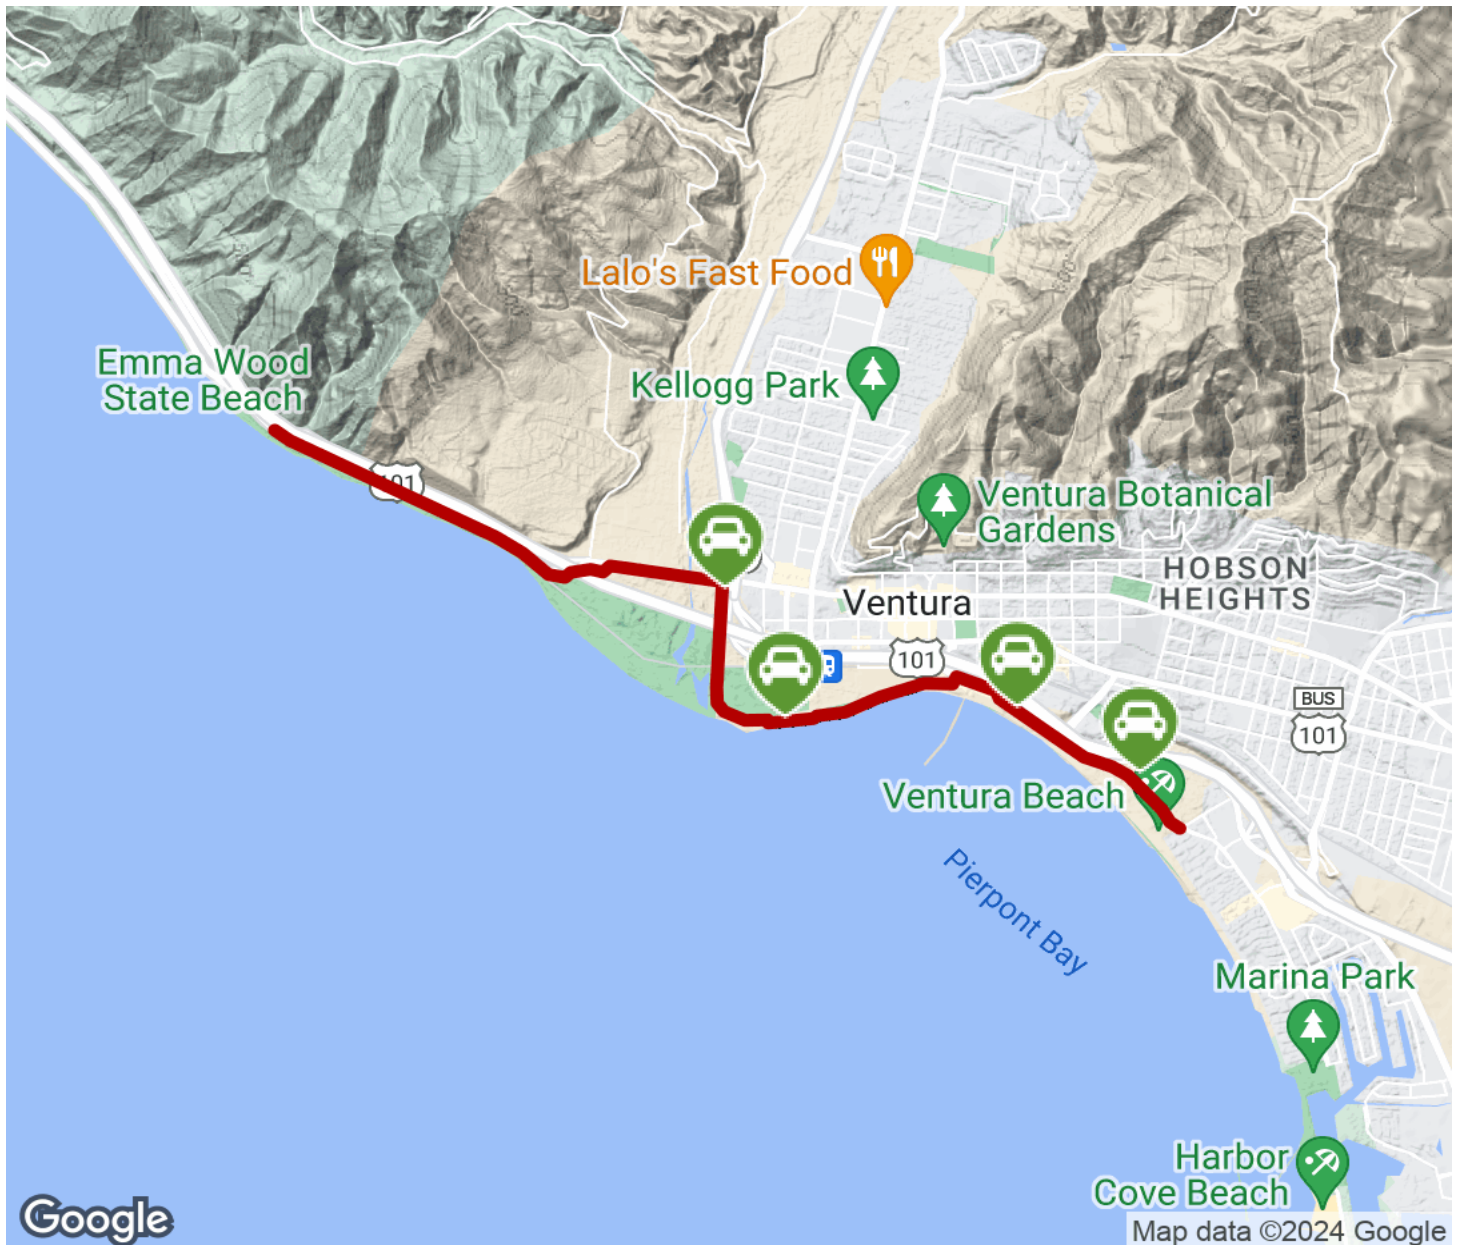 Lalo's Fast Food
Emma Wood
State Beach
Kellogg Park
101
Ventura Botanical
Gardens
HOBSON
HEIGHTS
Ventura
101
BUS
101
Ventura Beach
Pierpont Bay
Marina Park
Harbor
Cove Beach
Google
Map data ©2024 Google